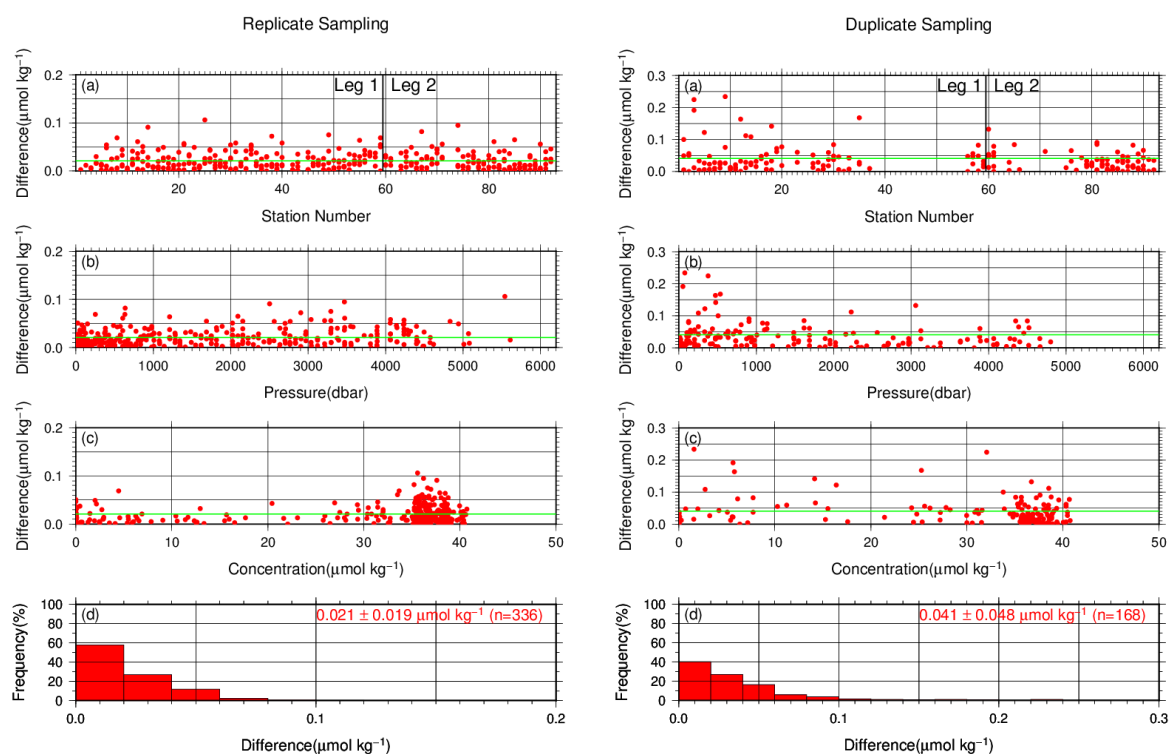 Replicate Sampling
Difference(μmol kg⁻¹)
0.2
0.1
0.0
(a)
Leg 1
Leg 2
20 40 60 80
Station Number
Difference(μmol kg⁻¹)
0.2
0.1
0.0
(b)
0 1000 2000 3000 4000 5000 6000
Pressure(dbar)
Difference(μmol kg⁻¹)
0.2
0.1
0.0
(c)
0 10 20 30 40 50
Concentration(μmol kg⁻¹)
Frequency(%)
100
80
60
40
20
0
(d)
0.021 ± 0.019 μmol kg⁻¹ (n=336)
0.0 0.1 0.2
Difference(μmol kg⁻¹)
Duplicate Sampling
Difference(μmol kg⁻¹)
0.3
0.2
0.1
0.0
(a)
Leg 1
Leg 2
20 40 60 80
Station Number
Difference(μmol kg⁻¹)
0.3
0.2
0.1
0.0
(b)
0 1000 2000 3000 4000 5000 6000
Pressure(dbar)
Difference(μmol kg⁻¹)
0.3
0.2
0.1
0.0
(c)
0 10 20 30 40 50
Concentration(μmol kg⁻¹)
Frequency(%)
100
80
60
40
20
0
(d)
0.041 ± 0.048 μmol kg⁻¹ (n=168)
0.0 0.1 0.2 0.3
Difference(μmol kg⁻¹)